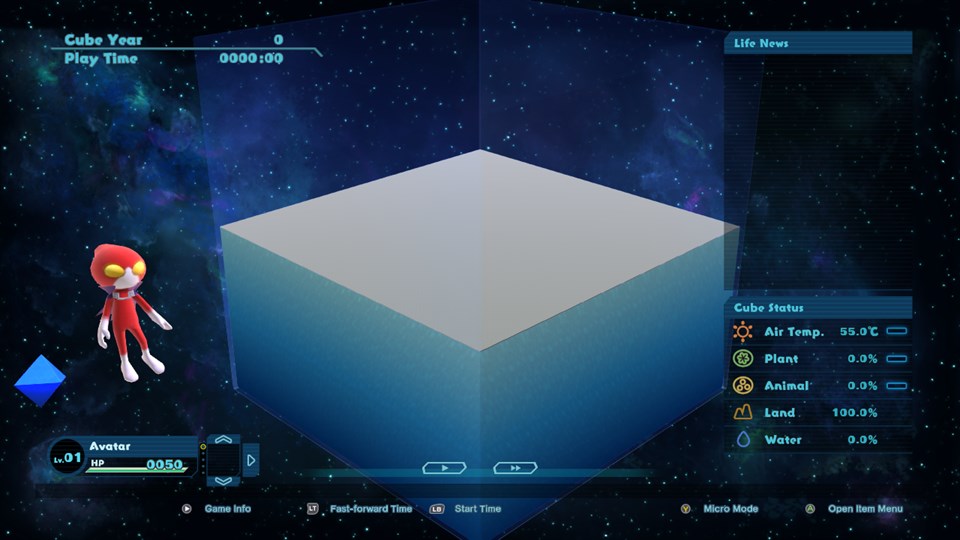 Cube Year 0
Play Time 0000:00
Life News
Cube Status
Air Temp. 55.0℃
Plant 0.0%
Animal 0.0%
Land 100.0%
Water 0.0%
Lv.01 Avatar
HP 0050
Game Info
LT Fast-forward Time
LB Start Time
Y Micro Mode
A Open Item Menu